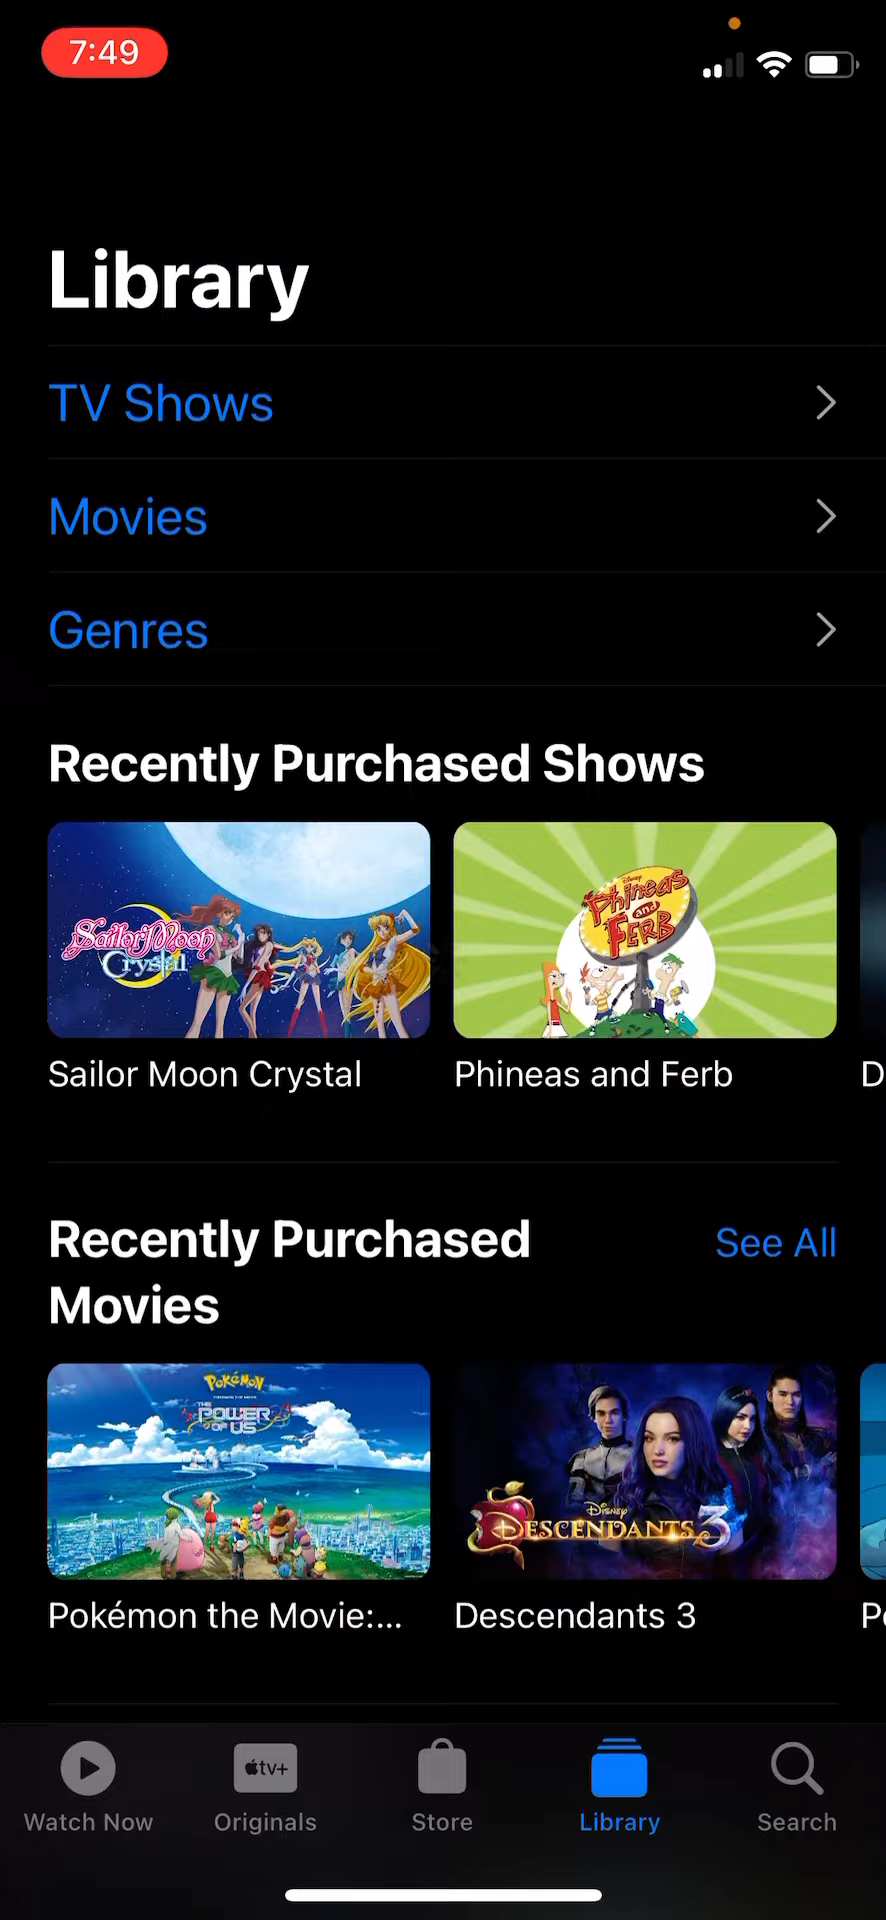 7:49
Library
TV Shows
Movies
Genres
Recently Purchased Shows
Sailor Moon
Crystal
Disney
Phineas
and
FERB
Sailor Moon Crystal
Phineas and Ferb
D
Recently Purchased
Movies
See All
POKÉMON
THE
POWER
OF US
DISNEY
DESCENDANTS 3
Pokémon the Movie:...
Descendants 3
tv+
Watch Now
Originals
Store
Library
Search